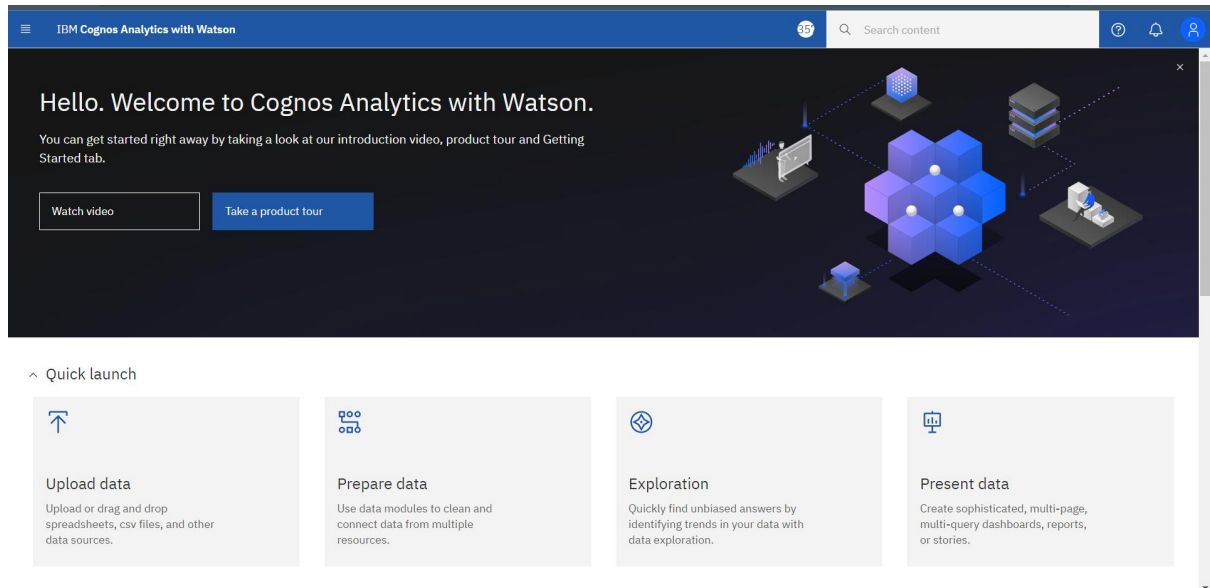 IBM Cognos Analytics with Watson
357
Search content
Hello. Welcome to Cognos Analytics with Watson.
You can get started right away by taking a look at our introduction video, product tour and Getting
Started tab.
Watch video
Take a product tour
Quick launch
Upload data
Upload or drag and drop
spreadsheets, csv files, and other
data sources.
Prepare data
Use data modules to clean and
connect data from multiple
resources.
Exploration
Quickly find unbiased answers by
identifying trends in your data with
data exploration.
Present data
Create sophisticated, multi-page,
multi-query dashboards, reports,
or stories.